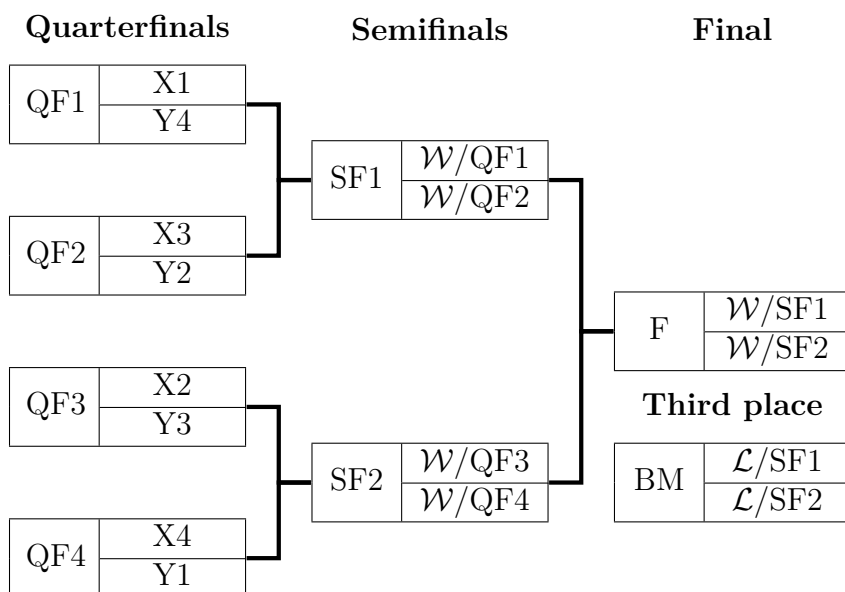 Quarterfinals
Semifinals
Final
QF1
X1
Y4
QF2
X3
Y2
QF3
X2
Y3
QF4
X4
Y1
SF1
𝒲/QF1
𝒲/QF2
SF2
𝒲/QF3
𝒲/QF4
F
𝒲/SF1
𝒲/SF2
Third place
BM
ℒ/SF1
ℒ/SF2